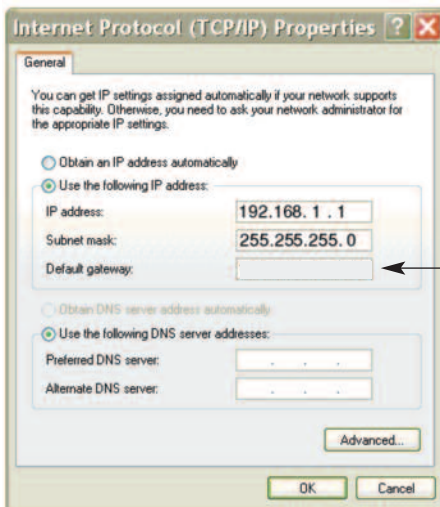 Internet Protocol (TCP/IP) Properties
General
You can get IP settings assigned automatically if your network supports
this capability. Otherwise, you need to ask your network administrator for
the appropriate IP settings.
Obtain an IP address automatically
Use the following IP address:
IP address: 192.168. 1 . 1
Subnet mask: 255.255.255. 0
Default gateway:
Obtain DNS server address automatically
Use the following DNS server addresses:
Preferred DNS server: . . .
Alternate DNS server: . . .
Advanced...
OK Cancel